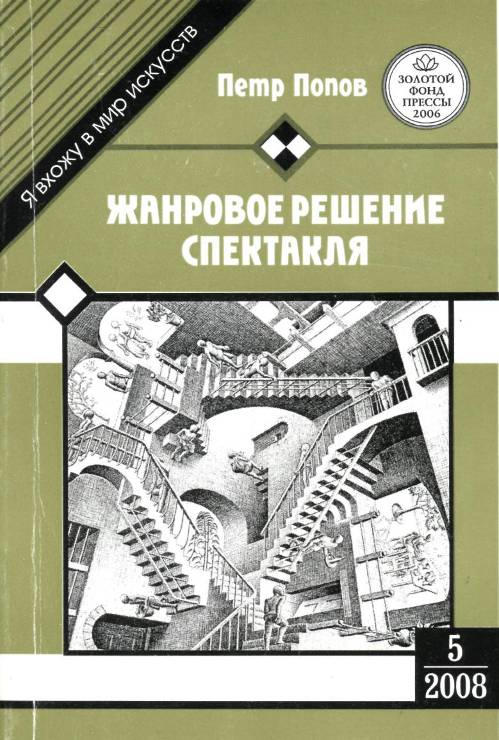 Я вхожу в мир искусств
Петр Попов
ЗОЛОТОЙ
ФОНД
ПРЕССЫ
2006
ЖАНРОВОЕ РЕШЕНИЕ
СПЕКТАКЛЯ
5
2008